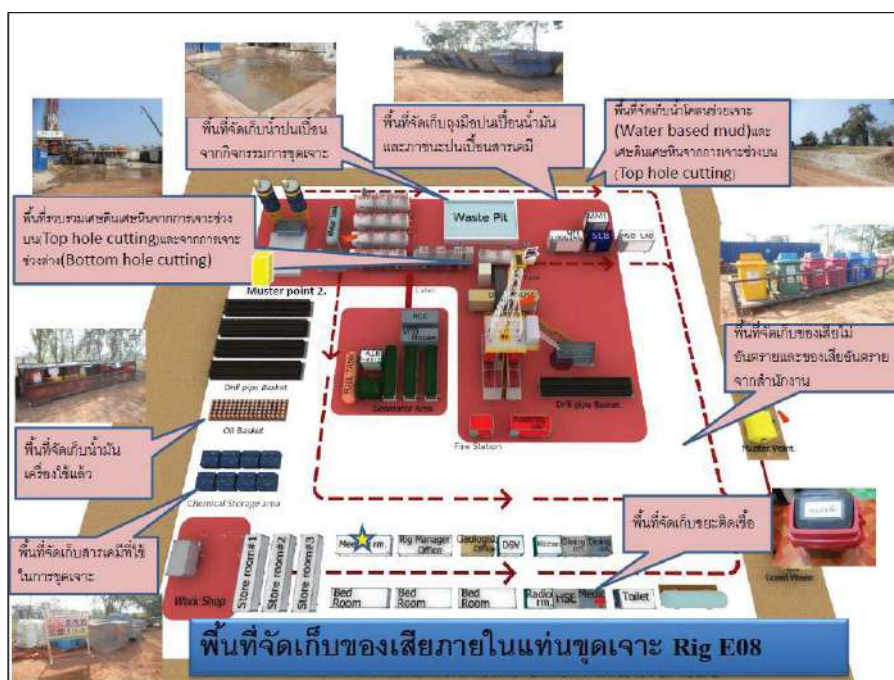 พื้นที่จัดเก็บน้ำปนเปื้อน
จากกิจกรรมการขุดเจาะ
พื้นที่จัดเก็บถุงมือปนเปื้อนน้ำมัน
และภาชนะปนเปื้อนสารเคมี
พื้นที่จัดเก็บน้ำโคลนช่วยเจาะ
(Water based mud)และ
เศษดินเศษหินจากการเจาะช่วงบน
(Top hole cutting)
พื้นที่รวบรวมเศษดินเศษหินจากการเจาะช่วง
บน(Top hole cutting)และจากการเจาะ
ช่วงล่าง(Bottom hole cutting)
Waste Pit
SLB
MUD LAB
Muster point 2.
พื้นที่จัดเก็บของเสียไม่
อันตรายและของเสียอันตราย
จากสำนักงาน
Drill pipe Basket
Generator Area
Drill pipe Basket
Oil Basket
Fire Station
Muster Point
พื้นที่จัดเก็บน้ำมัน
เครื่องใช้แล้ว
Chemical Storage area
พื้นที่จัดเก็บสารเคมีที่ใช้
ในการขุดเจาะ
พื้นที่จัดเก็บขยะติดเชื้อ
Rig Manager
Office
Geologist
Office
DSV
Kitchen
Dining
Store room#1
Store room#2
Store room#3
Work Shop
Bed
Room
Bed
Room
Bed
Room
Radio
rm
HSE
Medic
Toilet
Guard House
พื้นที่จัดเก็บของเสียภายในแท่นขุดเจาะ Rig E08